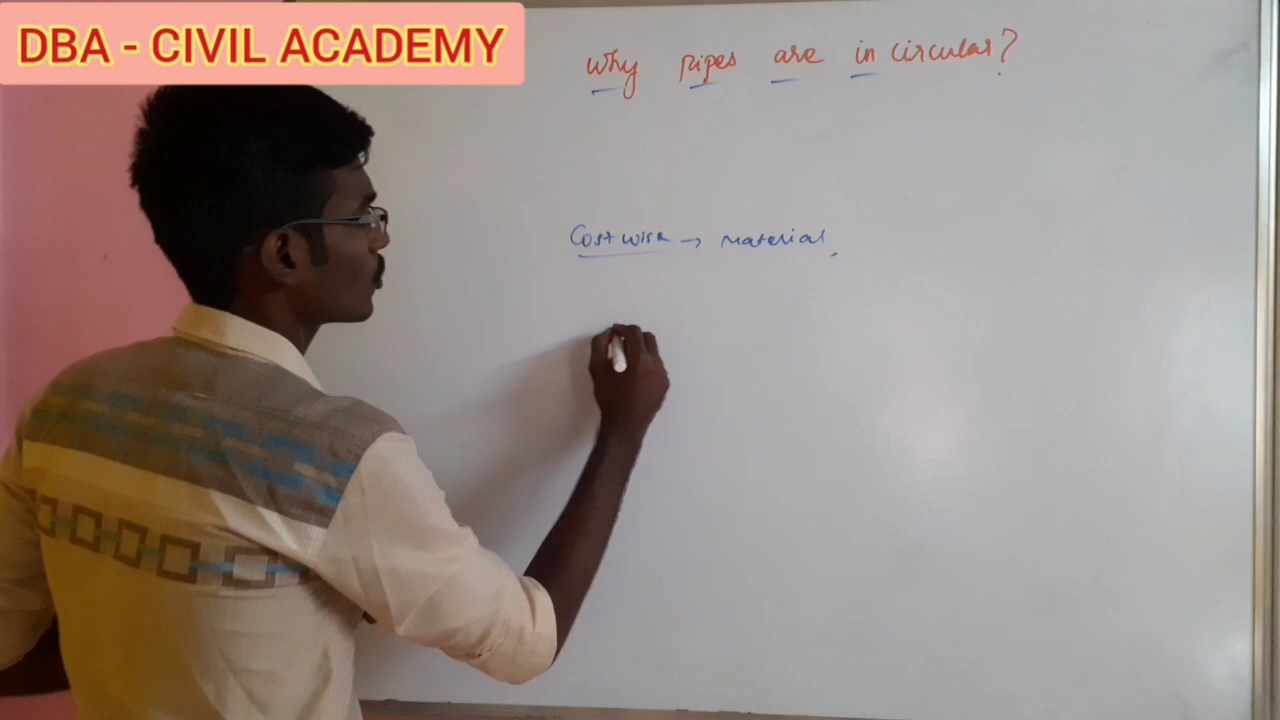 DBA - CIVIL ACADEMY
why pipes are in circular?
Cost wise → material,